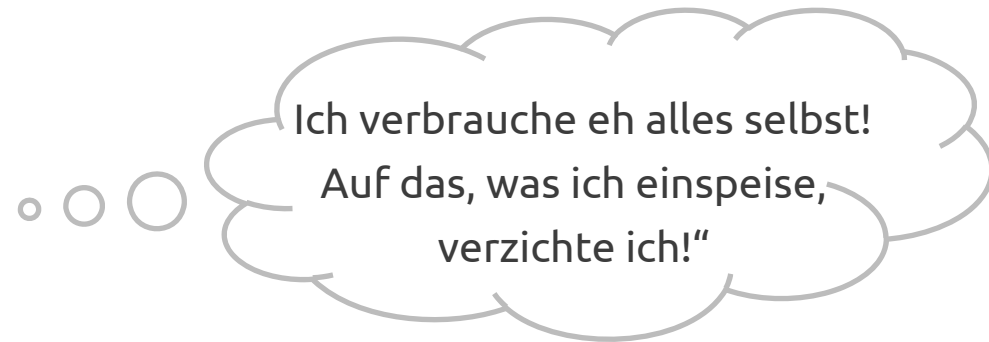 Ich verbrauche eh alles selbst!
Auf das, was ich einspeise,
verzichte ich!“